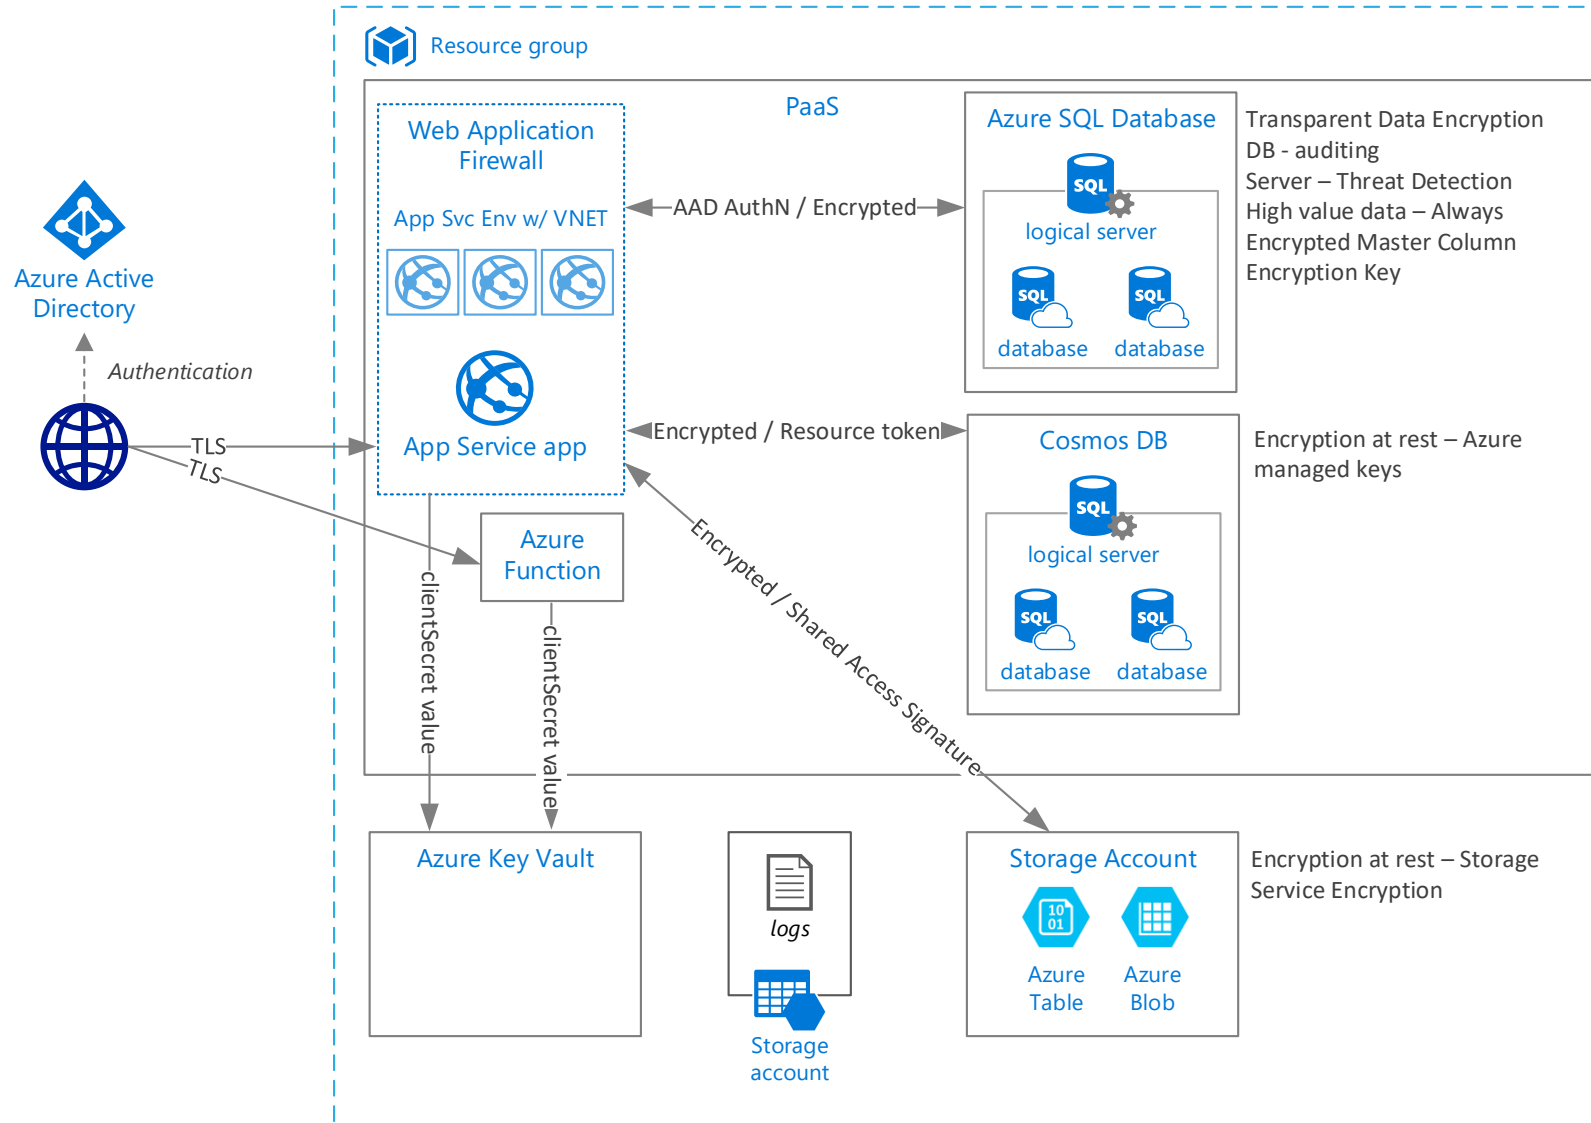 Resource group
PaaS
Web Application
Firewall
App Svc Env w/ VNET
App Service app
Azure Active
Directory
Authentication
TLS
TLS
Azure
Function
clientSecret value
clientSecret value
AAD AuthN / Encrypted
Encrypted / Resource token
Encrypted / Shared Access Signature
Azure SQL Database
SQL
logical server
SQL
SQL
database
database
Transparent Data Encryption
DB - auditing
Server – Threat Detection
High value data – Always
Encrypted Master Column
Encryption Key
Cosmos DB
SQL
logical server
SQL
SQL
database
database
Encryption at rest – Azure
managed keys
Azure Key Vault
logs
Storage
account
Storage Account
10
01
Azure
Table
Azure
Blob
Encryption at rest – Storage
Service Encryption